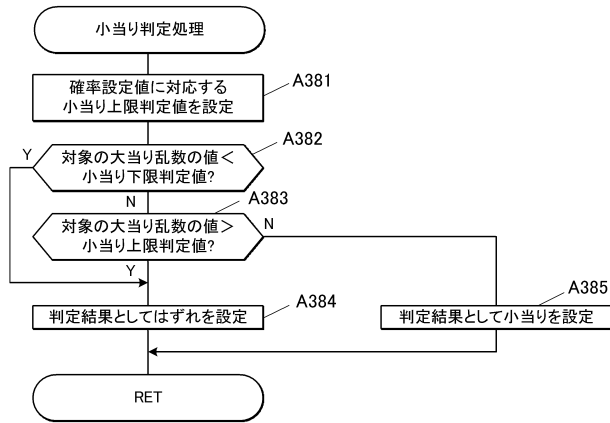 小当り判定処理
確率設定値に対応する
小当り上限判定値を設定
A381
対象の大当り乱数の値<
小当り下限判定値?
A382
Y
N
対象の大当り乱数の値>
小当り上限判定値?
A383
N
Y
判定結果としてはずれを設定
A384
判定結果として小当りを設定
A385
RET